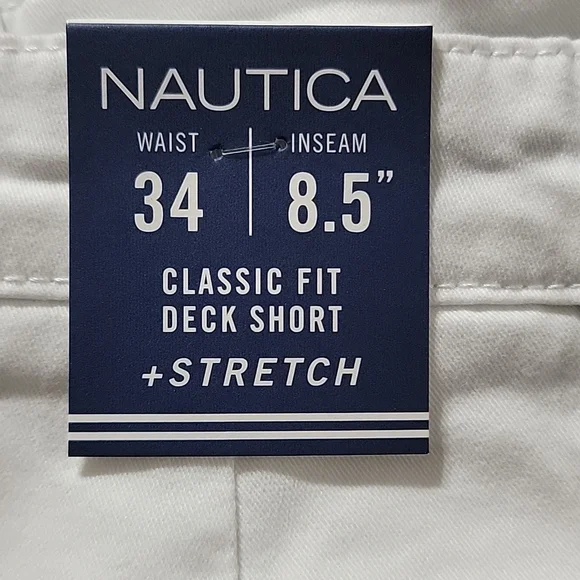 NAUTICA
WAIST INSEAM
34 8.5”
CLASSIC FIT
DECK SHORT
+STRETCH